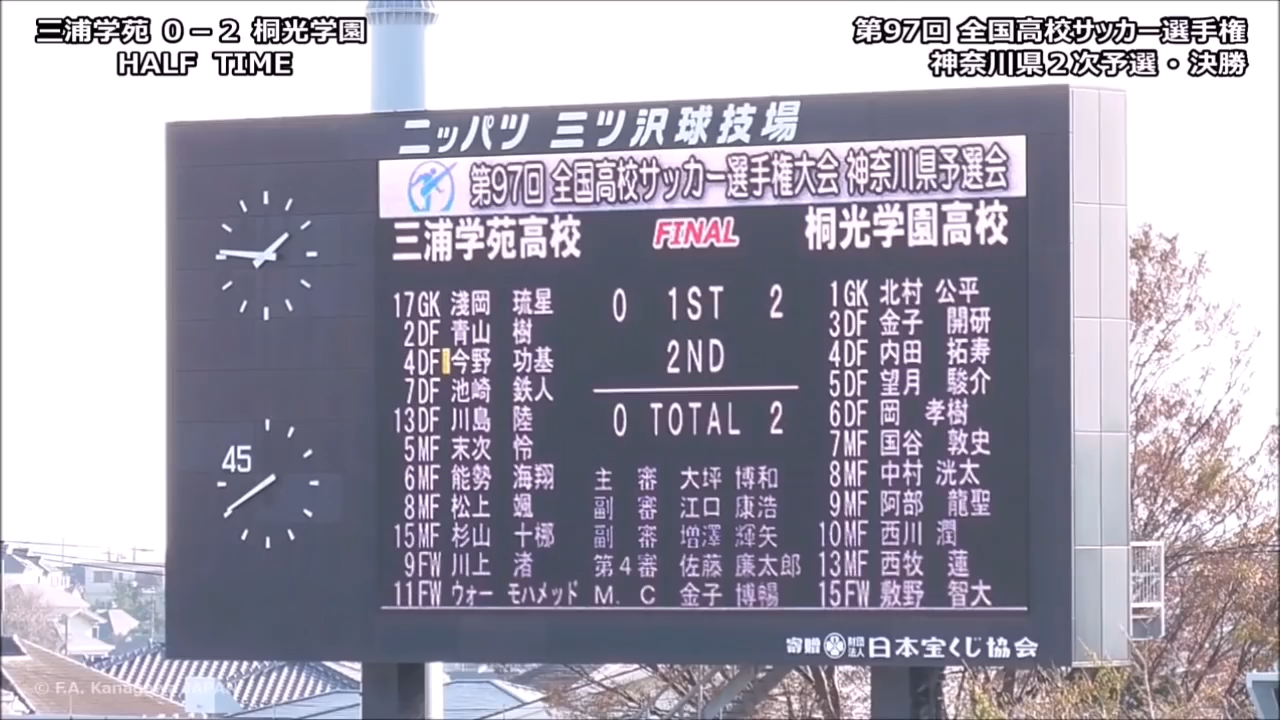 三浦学苑 0－2 桐光学園
HALF TIME
第97回 全国高校サッカー選手権
神奈川県２次予選・決勝
ニッパツ 三ツ沢球技場
第97回 全国高校サッカー選手権大会 神奈川県予選会
三浦学苑高校 FINAL 桐光学園高校
17GK 淺岡 琉星 0 1ST 2 1GK 北村 公平
2DF 青山 樹 3DF 金子 開研
4DF 今野 功基 2ND 4DF 内田 拓寿
7DF 池崎 鉄人 5DF 望月 駿介
13DF 川島 陸 0 TOTAL 2 6DF 岡 孝樹
5MF 末次 怜 7MF 国谷 敦史
6MF 能勢 海翔 主 審 大坪 博和 8MF 中村 洸太
8MF 松上 颯 副 審 江口 康浩 9MF 阿部 龍聖
15MF 杉山 十梛 副 審 増澤 輝矢 10MF 西川 潤
9FW 川上 渚 第4審 佐藤 廉太郎 13MF 西牧 蓮
11FW ウォー モハメッド M. C 金子 博暢 15FW 敷野 智大
45
寄贈 財団法人 日本宝くじ協会
© F.A. Kanagawa JAPAN